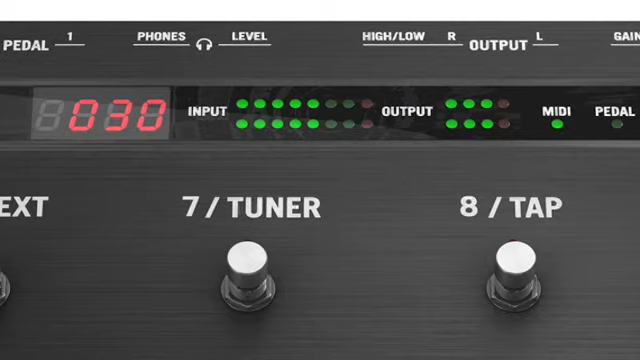 PEDAL 1 PHONES LEVEL HIGH/LOW R OUTPUT L GAIN
030 INPUT OUTPUT MIDI PEDAL
EXT 7 / TUNER 8 / TAP